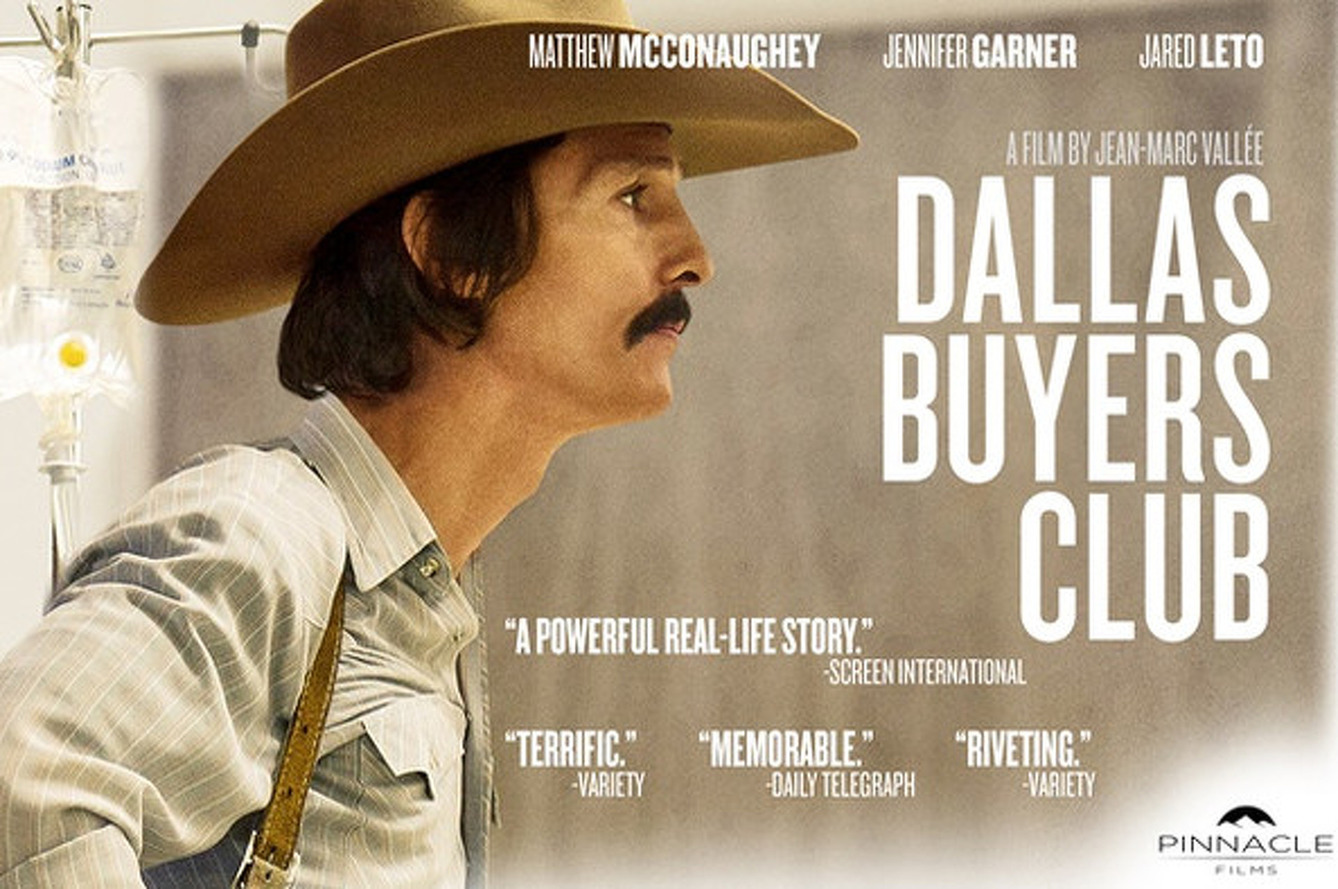 MATTHEW MCCONAUGHEY JENNIFER GARNER JARED LETO
A FILM BY JEAN-MARC VALLÉE
DALLAS
BUYERS
CLUB
“A POWERFUL REAL-LIFE STORY.”
-SCREEN INTERNATIONAL
“TERRIFIC.” “MEMORABLE.” “RIVETING.”
-VARIETY -DAILY TELEGRAPH -VARIETY
PINNACLE
FILMS